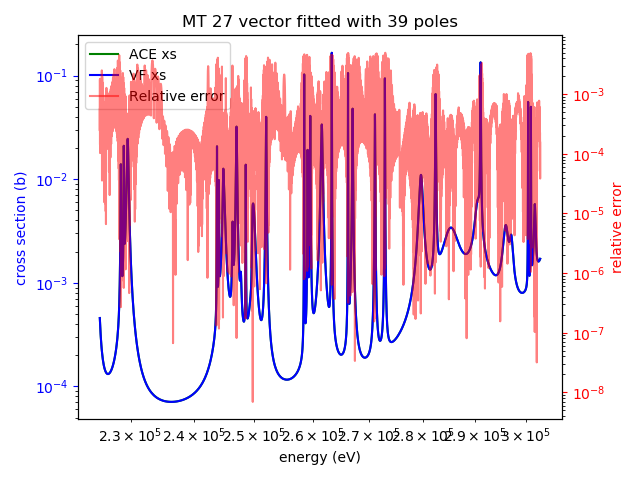 MT 27 vector fitted with 39 poles
ACE xs
VF xs
Relative error
cross section (b)
10⁻¹
10⁻²
10⁻³
10⁻⁴
10⁻³
10⁻⁴
10⁻⁵
10⁻⁶
10⁻⁷
10⁻⁸
relative error
2.3 × 10⁵ 2.4 × 10⁵ 2.5 × 10⁵ 2.6 × 10⁵ 2.7 × 10⁵ 2.8 × 10⁵ 2.9 × 10⁵ 3 × 10⁵
energy (eV)